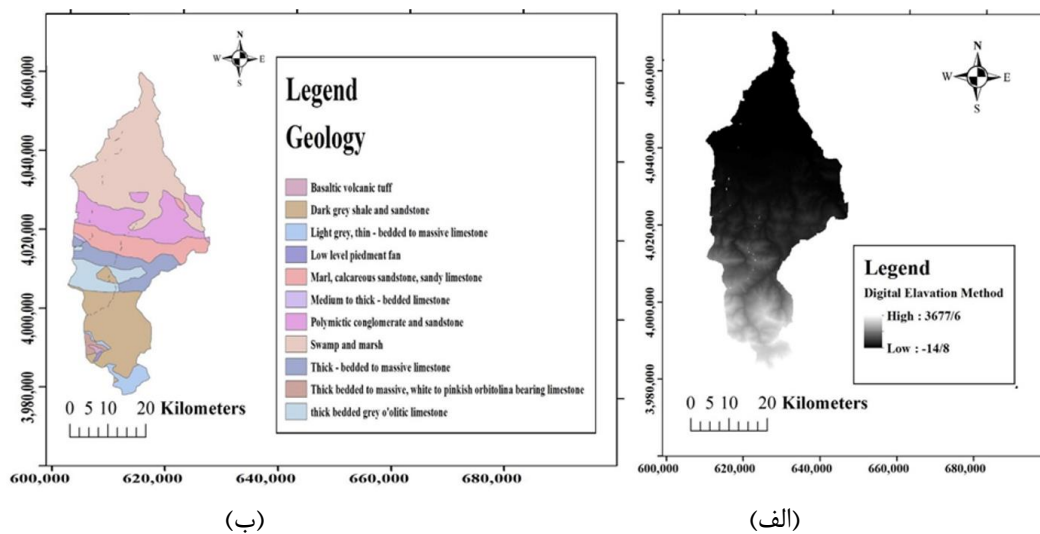 N
W E
S
4,060,000
4,040,000
4,020,000
4,000,000
3,980,000
0 5 10 20 Kilometers
600,000 620,000 640,000 660,000 680,000
Legend
Geology
Basaltic volcanic tuff
Dark grey shale and sandstone
Light grey, thin - bedded to massive limestone
Low level piedment fan
Marl, calcareous sandstone, sandy limestone
Medium to thick - bedded limestone
Polymictic conglomerate and sandstone
Swamp and marsh
Thick - bedded to massive limestone
Thick bedded to massive, white to pinkish orbitolina bearing limestone
thick bedded grey o'olitic limestone
(ب)
N
W E
S
4,060,000
4,040,000
4,020,000
4,000,000
3,980,000
Legend
Digital Elavation Method
High : 3677/6
Low : -14/8
0 5 10 20 Kilometers
600,000 620,000 640,000 660,000 680,000
(الف)